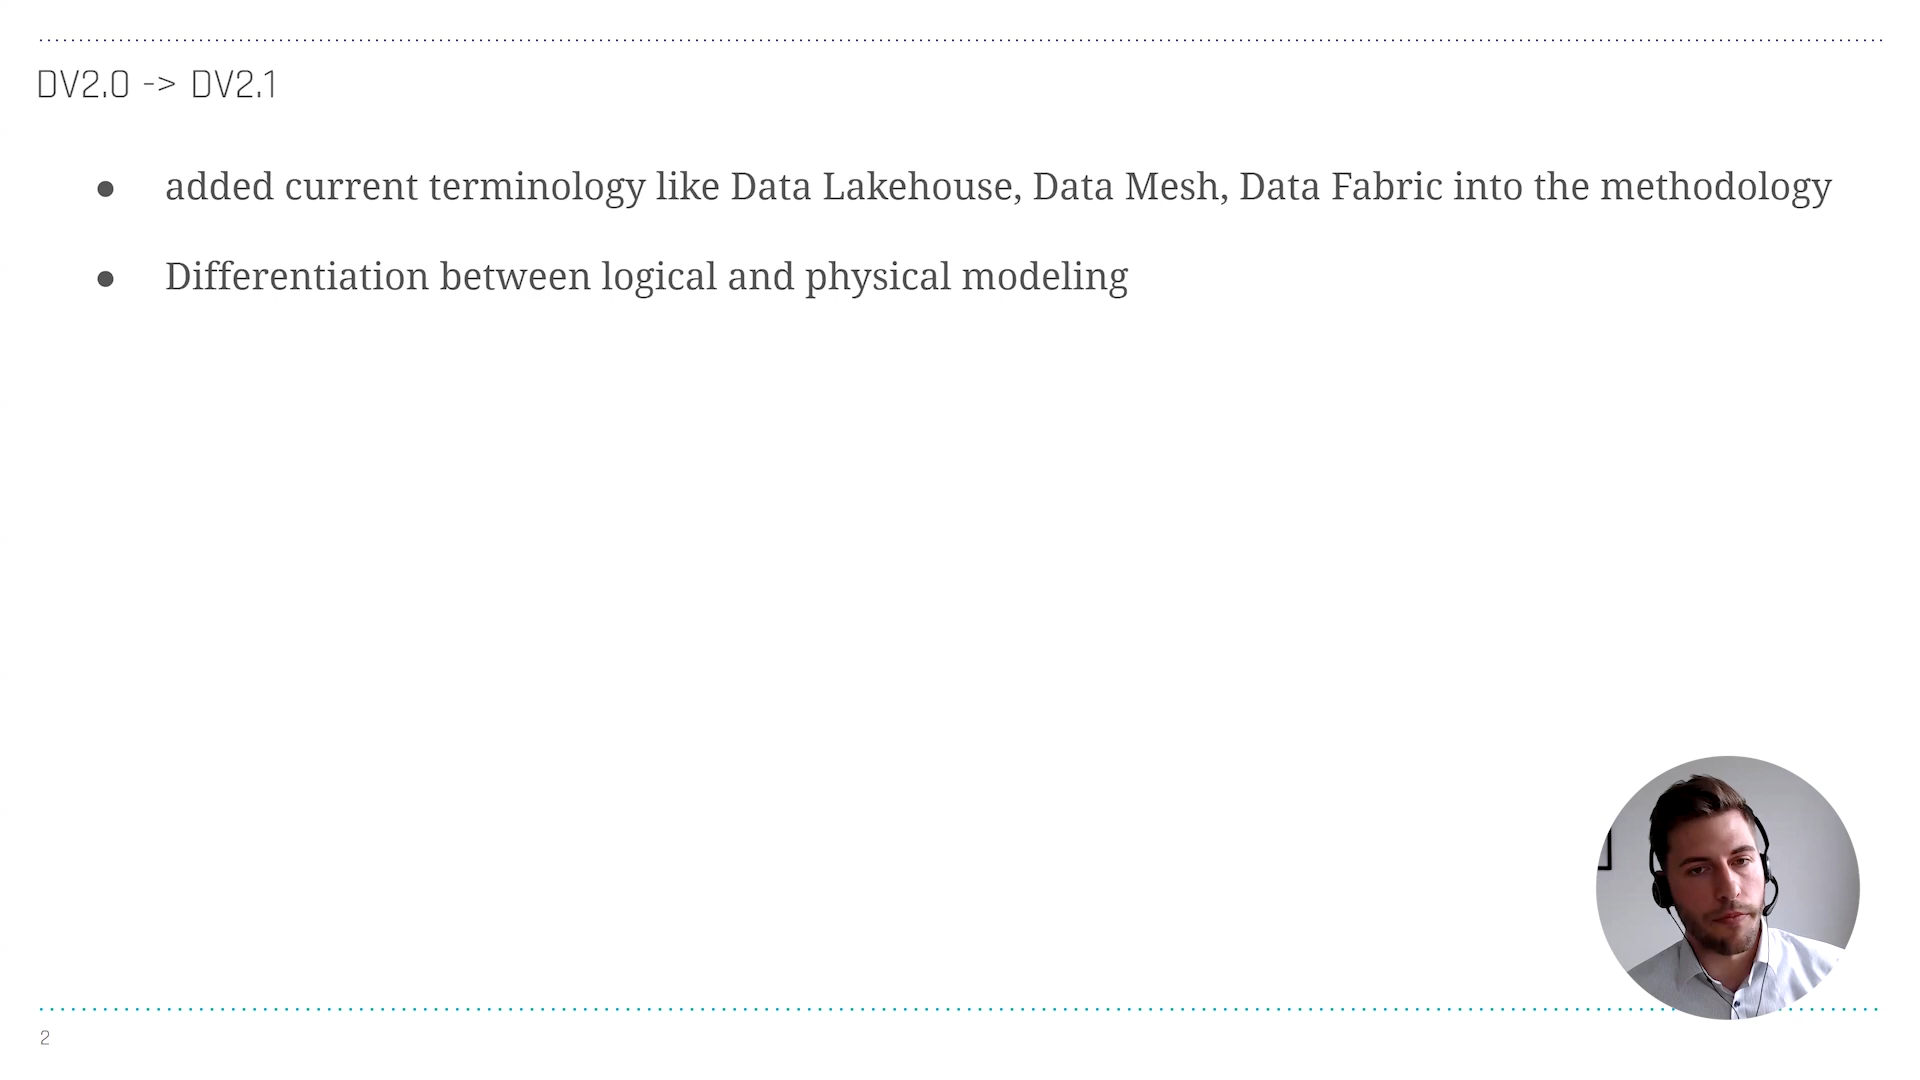 DV2.0 -> DV2.1
● added current terminology like Data Lakehouse, Data Mesh, Data Fabric into the methodology
● Differentiation between logical and physical modeling
2